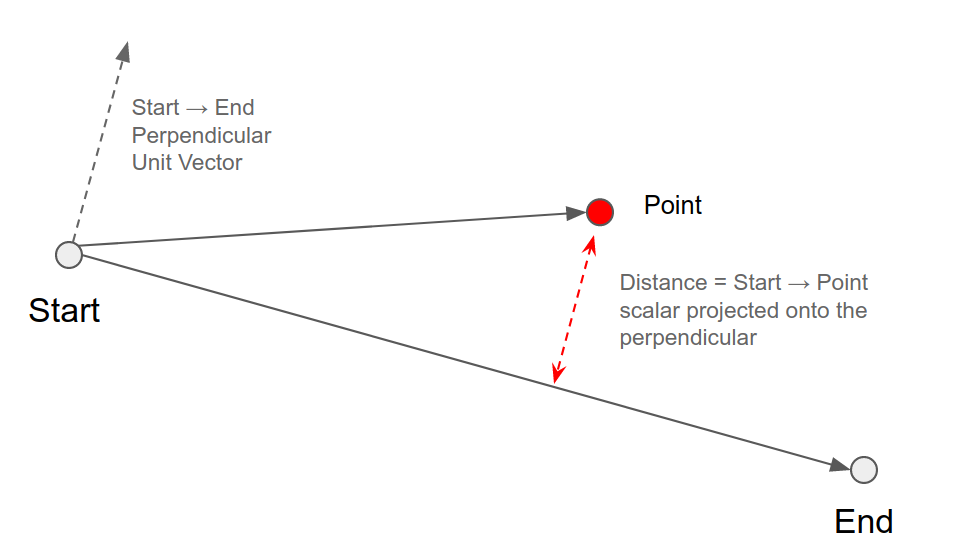 Start → End
Perpendicular
Unit Vector
Point
Start
Distance = Start → Point
scalar projected onto the
perpendicular
End